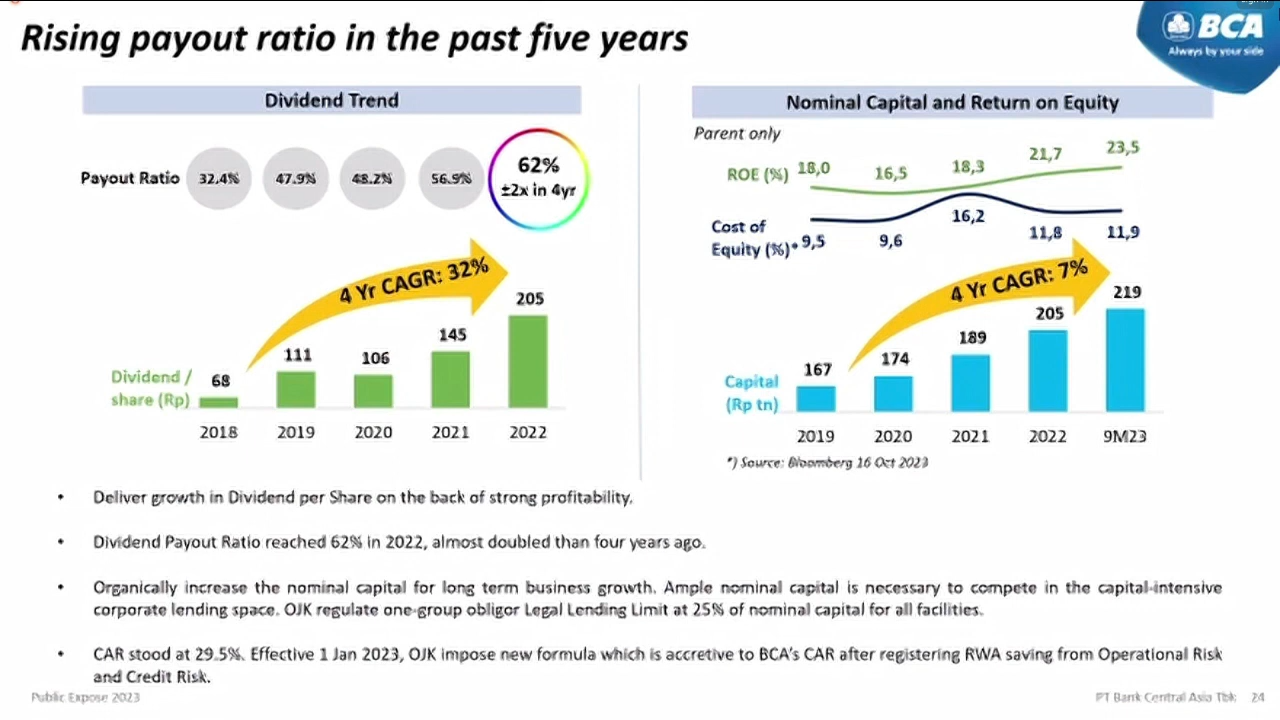 Rising payout ratio in the past five years
BCA
Always by your side
Dividend Trend
Payout Ratio
32.4%
47.9%
48.2%
56.9%
62%
±2x in 4yr
4 Yr CAGR: 32%
Dividend /
share (Rp)
68
111
106
145
205
2018
2019
2020
2021
2022
Nominal Capital and Return on Equity
Parent only
ROE (%)
18,0
16,5
18,3
21,7
23,5
Cost of
Equity (%)*
9,5
9,6
16,2
11,8
11,9
4 Yr CAGR: 7%
Capital
(Rp tn)
167
174
189
205
219
2019
2020
2021
2022
9M23
*) Source: Bloomberg 16 Oct 2023
• Deliver growth in Dividend per Share on the back of strong profitability.
• Dividend Payout Ratio reached 62% in 2022, almost doubled than four years ago.
• Organically increase the nominal capital for long term business growth. Ample nominal capital is necessary to compete in the capital-intensive
corporate lending space. OJK regulate one-group obligor Legal Lending Limit at 25% of nominal capital for all facilities.
• CAR stood at 29.5%. Effective 1 Jan 2023, OJK impose new formula which is accretive to BCA's CAR after registering RWA saving from Operational Risk
and Credit Risk.
Public Expose 2023
PT Bank Central Asia Tbk 24